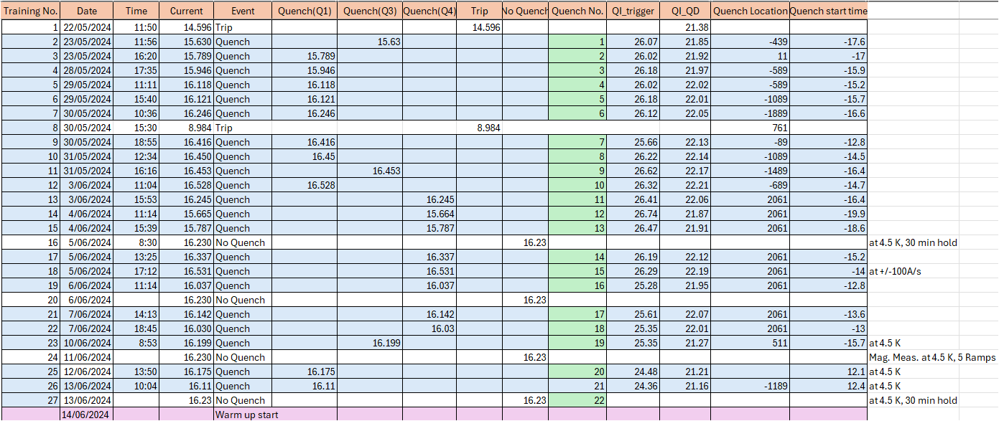 Training No. Date Time Current Event Quench(Q1) Quench(Q3) Quench(Q4) Trip No Quench Quench No. QI_trigger QI_QD Quench Location Quench start time
1 22/05/2024 11:50 14.596 Trip 14.596 21.38
2 23/05/2024 11:56 15.630 Quench 15.63 1 26.07 21.85 -439 -17.6
3 23/05/2024 16:20 15.789 Quench 15.789 2 26.02 21.92 11 -17
4 28/05/2024 17:35 15.946 Quench 15.946 3 26.18 21.97 -589 -15.9
5 29/05/2024 11:11 16.118 Quench 16.118 4 26.02 22.02 -589 -15.2
6 29/05/2024 15:40 16.121 Quench 16.121 5 26.18 22.01 -1089 -15.7
7 30/05/2024 10:36 16.246 Quench 16.246 6 26.12 22.05 -1889 -16.6
8 30/05/2024 15:30 8.984 Trip 8.984 761
9 30/05/2024 18:55 16.416 Quench 16.416 7 25.66 22.13 -89 -12.8
10 31/05/2024 12:34 16.450 Quench 16.45 8 26.22 22.14 -1089 -14.5
11 31/05/2024 16:16 16.453 Quench 16.453 9 26.62 22.17 -1489 -16.4
12 3/06/2024 11:04 16.528 Quench 16.528 10 26.32 22.21 -689 -14.7
13 3/06/2024 15:53 16.245 Quench 16.245 11 26.41 22.06 2061 -16.4
14 4/06/2024 11:14 15.665 Quench 15.664 12 26.74 21.87 2061 -19.9
15 4/06/2024 15:39 15.787 Quench 15.787 13 26.47 21.91 2061 -18.6
16 5/06/2024 8:30 16.230 No Quench 16.23 at 4.5 K, 30 min hold
17 5/06/2024 13:25 16.337 Quench 16.337 14 26.19 22.12 2061 -15.2
18 5/06/2024 17:12 16.531 Quench 16.531 15 26.29 22.19 2061 -14 at +/-100A/s
19 6/06/2024 11:14 16.037 Quench 16.037 16 25.28 21.95 2061 -12.8
20 6/06/2024 16.230 No Quench 16.23
21 7/06/2024 14:13 16.142 Quench 16.142 17 25.61 22.07 2061 -13.6
22 7/06/2024 18:45 16.030 Quench 16.03 18 25.35 22.01 2061 -13
23 10/06/2024 8:53 16.199 Quench 16.199 19 25.35 21.27 511 -15.7 at 4.5 K
24 11/06/2024 16.230 No Quench 16.23 Mag. Meas. at 4.5 K, 5 Ramps
25 12/06/2024 13:50 16.175 Quench 16.175 20 24.48 21.21 12.1 at 4.5 K
26 13/06/2024 10:04 16.11 Quench 16.11 21 24.36 21.16 -1189 12.4 at 4.5 K
27 13/06/2024 16.23 No Quench 16.23 22 at 4.5 K, 30 min hold
14/06/2024 Warm up start